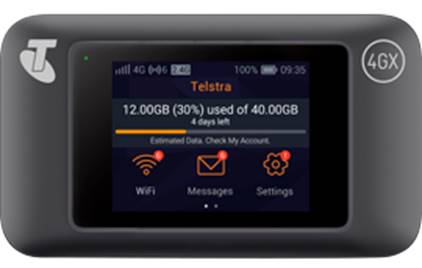 T
4GX
4G 6 2.4G 100% 09:35
Telstra
12.00GB (30%) used of 40.00GB
4 days left
Estimated Data. Check My Account.
WiFi Messages Settings